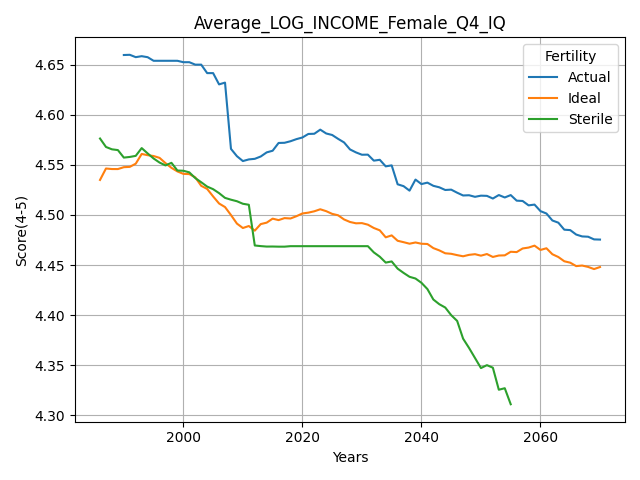 Average_LOG_INCOME_Female_Q4_IQ
Score(4-5)
4.65
4.60
4.55
4.50
4.45
4.40
4.35
4.30
Fertility
Actual
Ideal
Sterile
2000 2020 2040 2060
Years